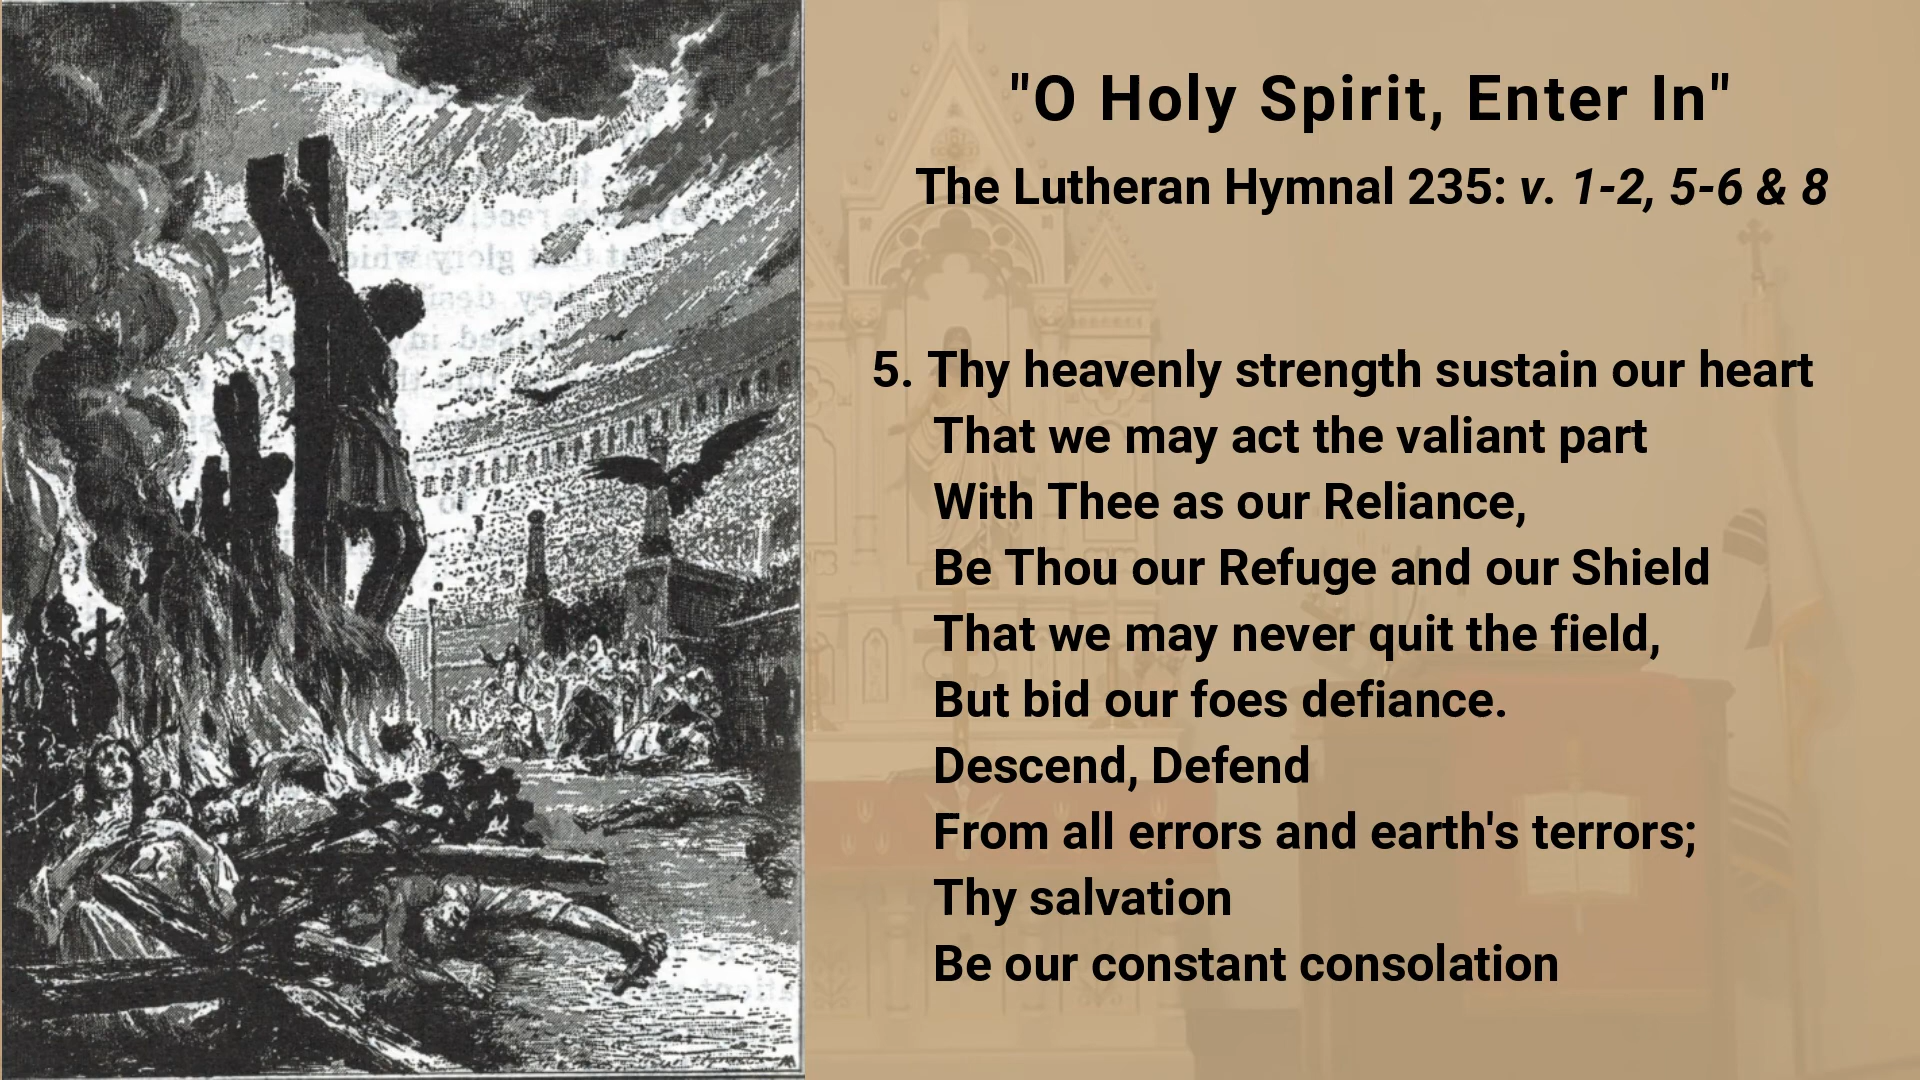 "O Holy Spirit, Enter In"
The Lutheran Hymnal 235: v. 1-2, 5-6 & 8
5. Thy heavenly strength sustain our heart
That we may act the valiant part
With Thee as our Reliance,
Be Thou our Refuge and our Shield
That we may never quit the field,
But bid our foes defiance.
Descend, Defend
From all errors and earth's terrors;
Thy salvation
Be our constant consolation